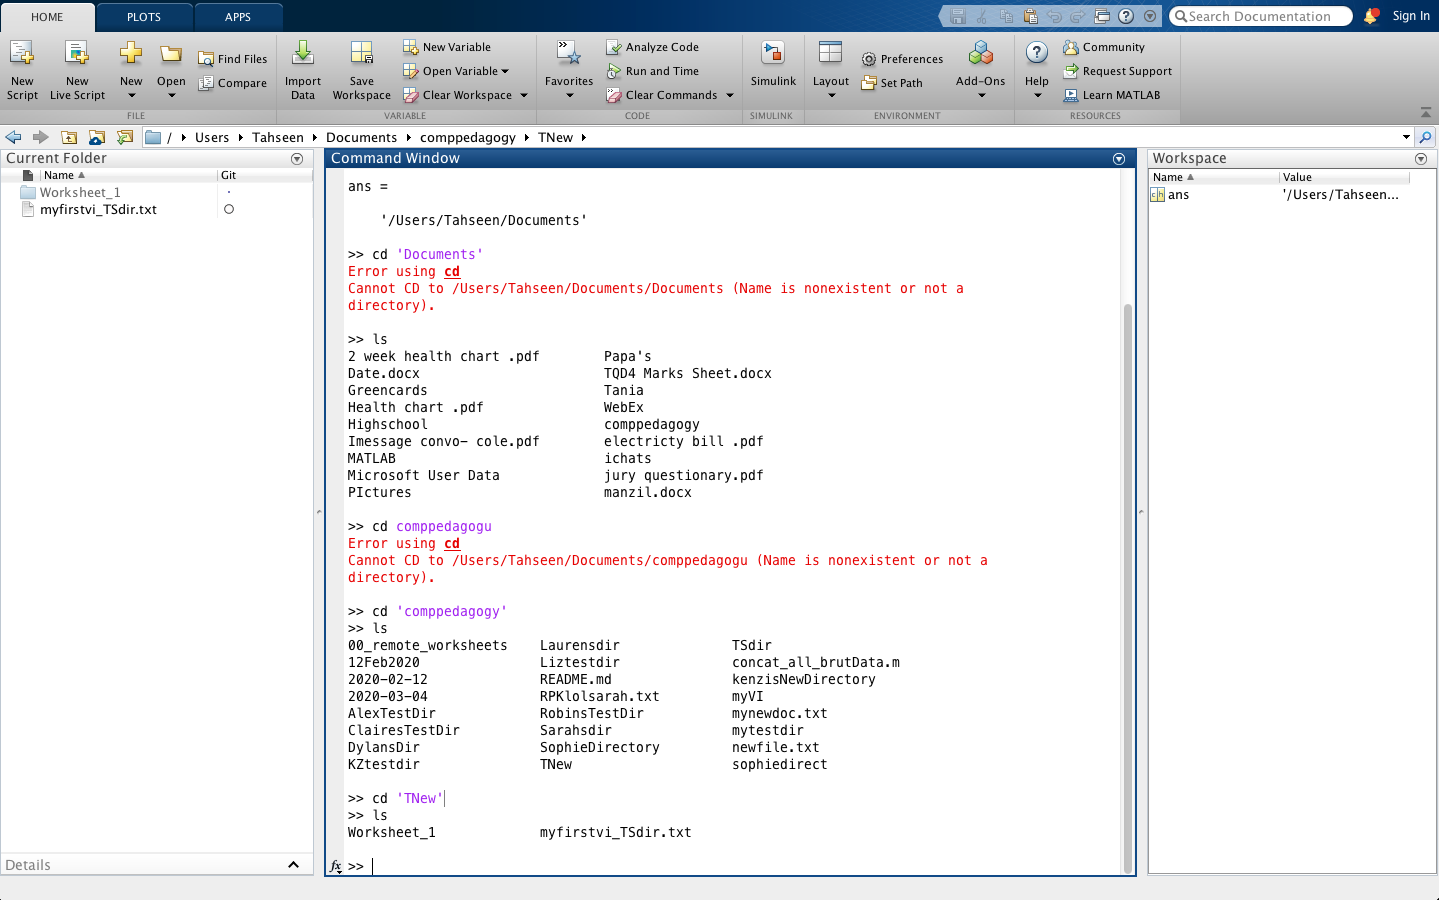 HOME PLOTS APPS
Search Documentation Sign In
New Script
New Live Script
New
Open
Find Files
Compare
Import Data
Save Workspace
New Variable
Open Variable
Clear Workspace
Favorites
Analyze Code
Run and Time
Clear Commands
Simulink
Layout
Preferences
Set Path
Add-Ons
Help
Community
Request Support
Learn MATLAB
FILE VARIABLE CODE SIMULINK ENVIRONMENT RESOURCES
/ Users Tahseen Documents comppedagogy TNew
Current Folder
Name Git
Worksheet_1
myfirstvi_TSdir.txt
Details
Command Window
ans =
'/Users/Tahseen/Documents'
>> cd 'Documents'
Error using cd
Cannot CD to /Users/Tahseen/Documents/Documents (Name is nonexistent or not a
directory).
>> ls
2 week health chart .pdf Papa's
Date.docx TQD4 Marks Sheet.docx
Greencards Tania
Health chart .pdf WebEx
Highschool comppedagogy
Imessage convo- cole.pdf electricty bill .pdf
MATLAB ichats
Microsoft User Data jury questionary.pdf
PIctures manzil.docx
>> cd comppedagogu
Error using cd
Cannot CD to /Users/Tahseen/Documents/comppedagogu (Name is nonexistent or not a
directory).
>> cd 'comppedagogy'
>> ls
00_remote_worksheets Laurensdir TSdir
12Feb2020 Liztestdir concat_all_brutData.m
2020-02-12 README.md kenzisNewDirectory
2020-03-04 RPKlolsarah.txt myVI
AlexTestDir RobinsTestDir mynewdoc.txt
ClairesTestDir Sarahsdir mytestdir
DylansDir SophieDirectory newfile.txt
KZtestdir TNew sophiedirect
>> cd 'TNew'
>> ls
Worksheet_1 myfirstvi_TSdir.txt
fx >>
Workspace
Name Value
ans '/Users/Tahseen...